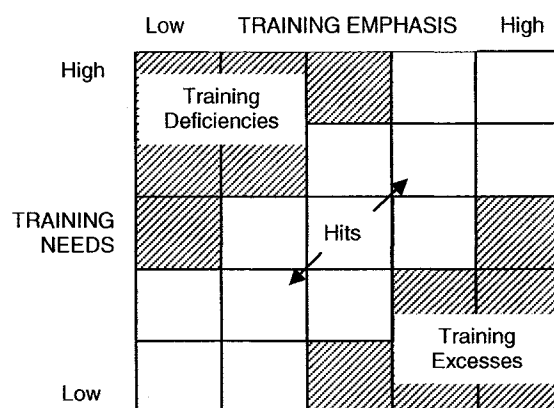 Low TRAINING EMPHASIS High
High
Training
Deficiencies
TRAINING
NEEDS
Hits
Training
Excesses
Low